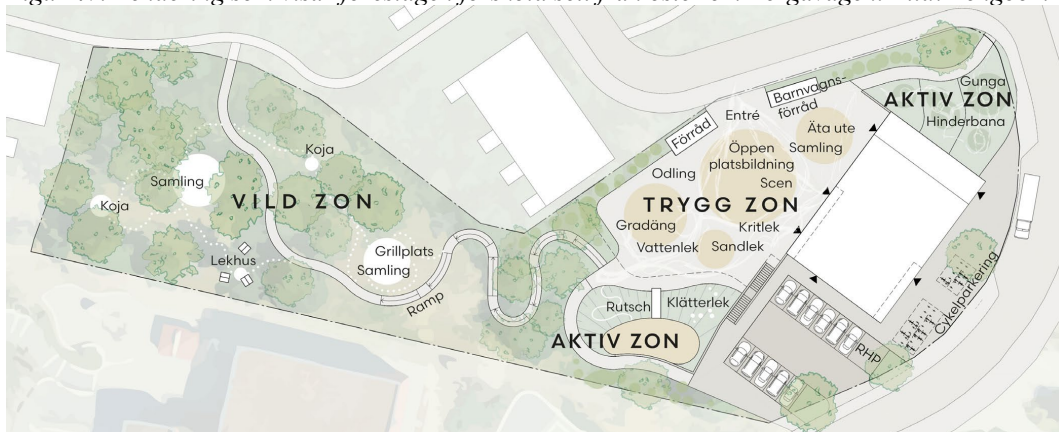 Gunga
AKTIV ZON
Hinderbana
Barnvagns-
förråd
Entré
Förråd
Äta ute
Samling
Öppen
platsbildning
Scen
Odling
TRYGG ZON
Gradäng
Kritlek
Vattenlek
Sandlek
Koja
Samling
VILD ZON
Koja
Lekhus
Grillplats
Samling
Ramp
Rutsch
Klätterlek
AKTIV ZON
RHP
Cykelparkering